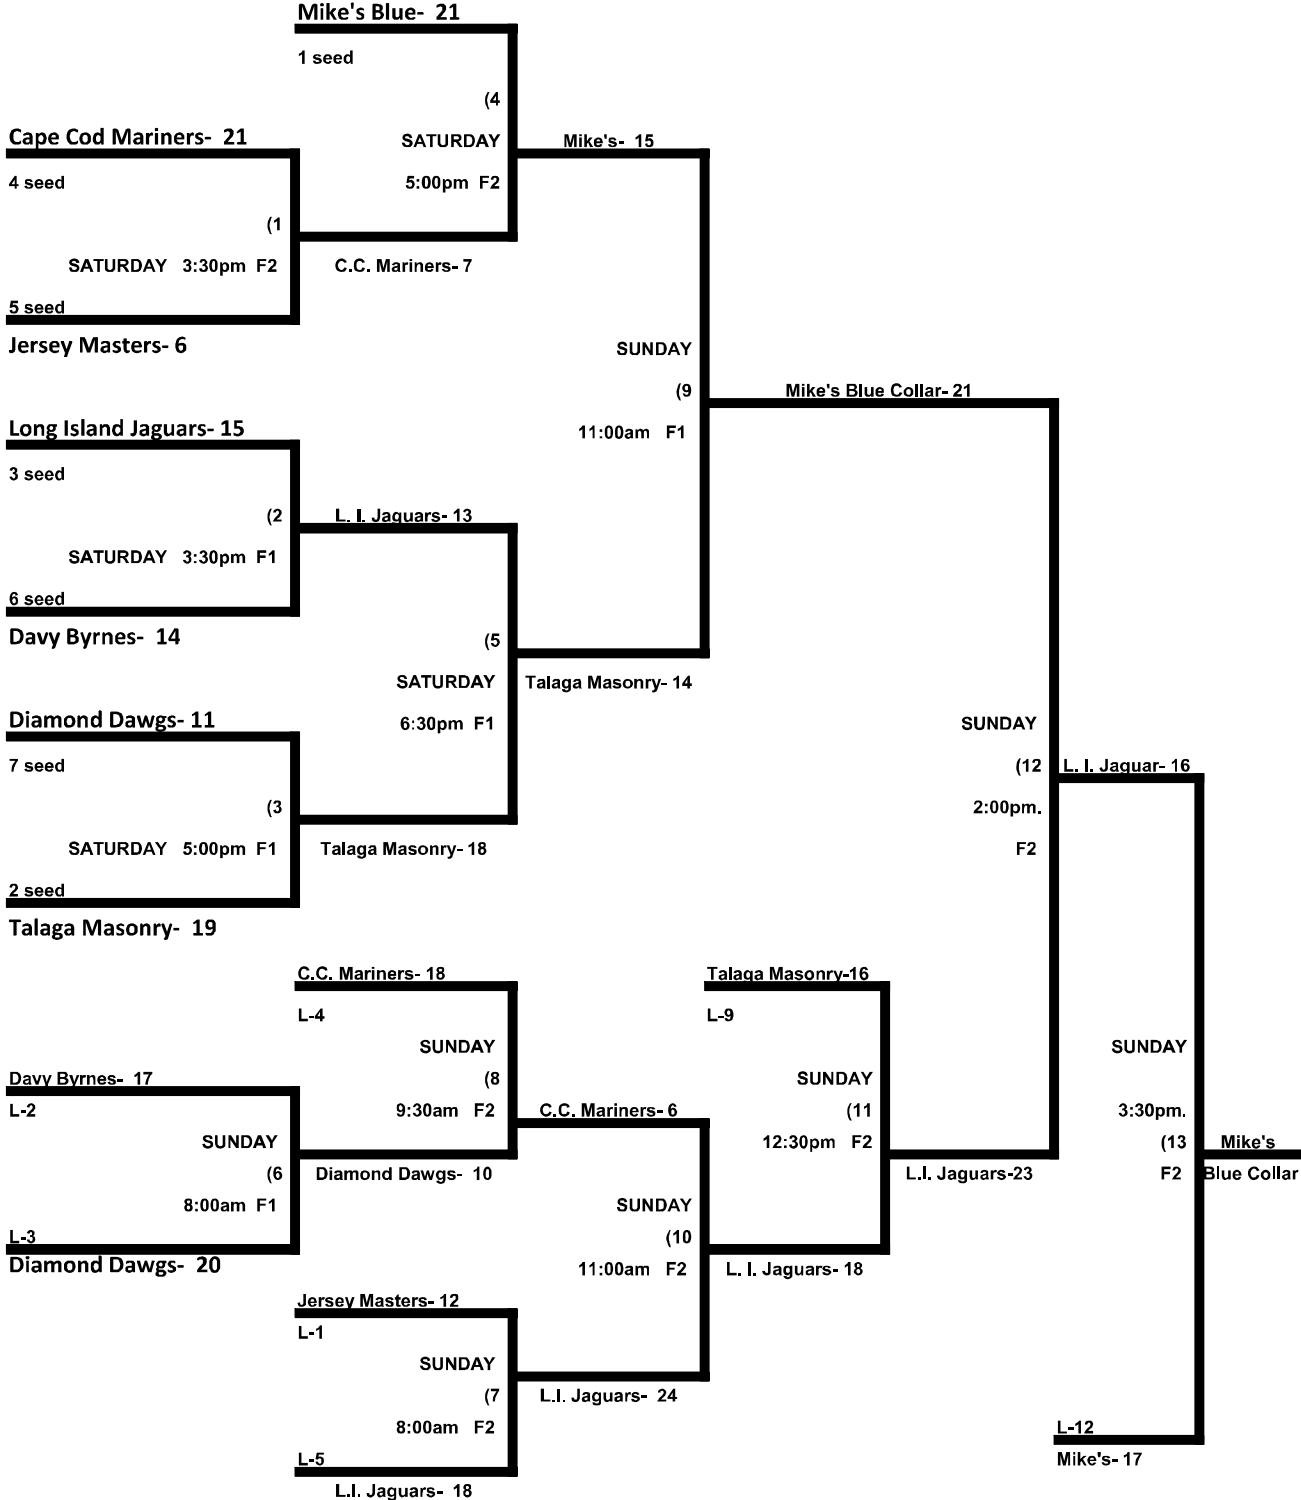 Mike's Blue- 21
1 seed
(4
SATURDAY
5:00pm F2
Cape Cod Mariners- 21
4 seed
(1
SATURDAY 3:30pm F2
5 seed
Jersey Masters- 6
C.C. Mariners- 7
Mike's- 15
SUNDAY
(9
11:00am F1
Long Island Jaguars- 15
3 seed
(2
SATURDAY 3:30pm F1
6 seed
Davy Byrnes- 14
L. I. Jaquars- 13
(5
SATURDAY
6:30pm F1
Talaga Masonry- 14
Mike's Blue Collar- 21
Diamond Dawgs- 11
7 seed
(3
SATURDAY 5:00pm F1
2 seed
Talaga Masonry- 19
Talaga Masonry- 18
SUNDAY
(12
2:00pm.
F2
L. I. Jaguar- 16
C.C. Mariners- 18
L-4
SUNDAY
(8
9:30am F2
Davy Byrnes- 17
L-2
SUNDAY
(6
8:00am F1
L-3
Diamond Dawgs- 20
Diamond Dawgs- 10
C.C. Mariners- 6
SUNDAY
(10
11:00am F2
Talaga Masonry-16
L-9
SUNDAY
(11
12:30pm F2
L.I. Jaguars-23
L. I. Jaguars- 18
Jersey Masters- 12
L-1
SUNDAY
(7
8:00am F2
L-5
L.I. Jaguars- 18
L.I. Jaguars- 24
SUNDAY
3:30pm.
(13
F2
Mike's
Blue Collar
L-12
Mike's- 17